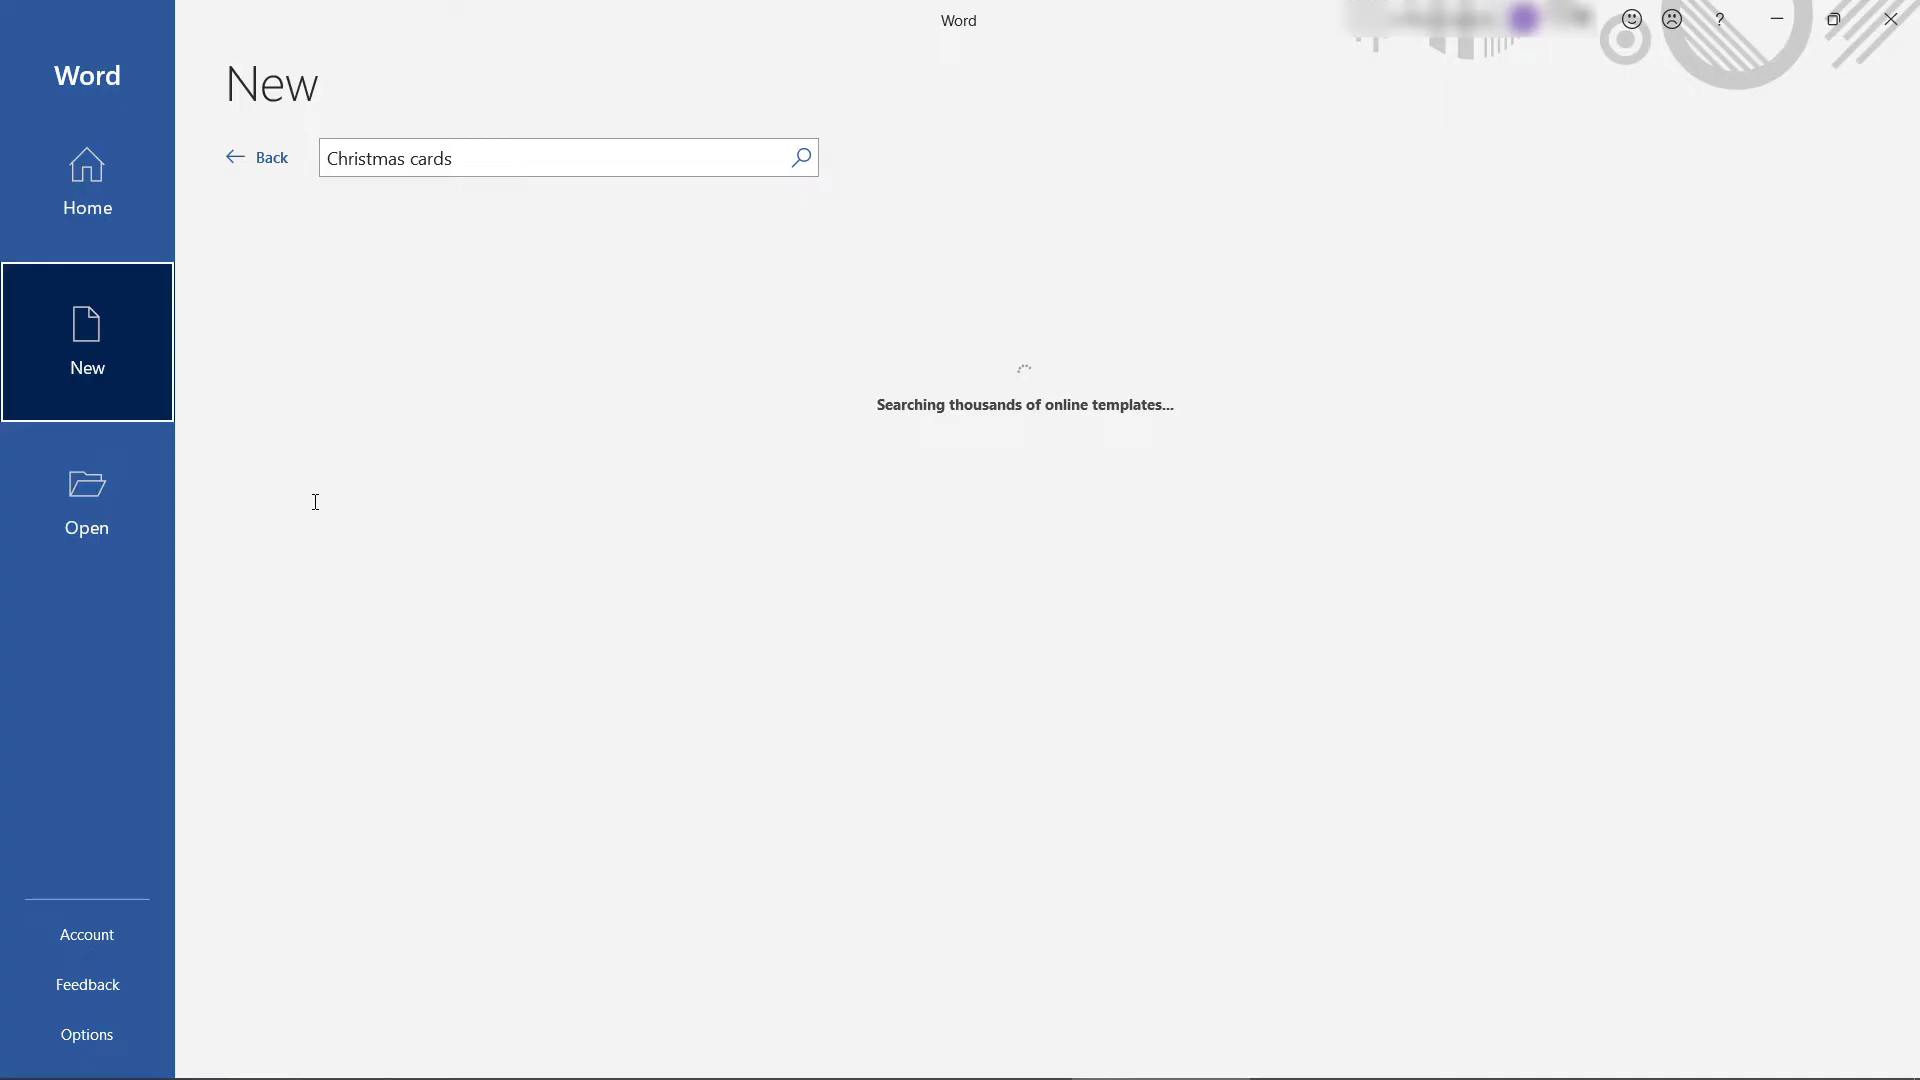 Word
?
Word
New
Back
Christmas cards
Home
New
Searching thousands of online templates...
Open
Account
Feedback
Options